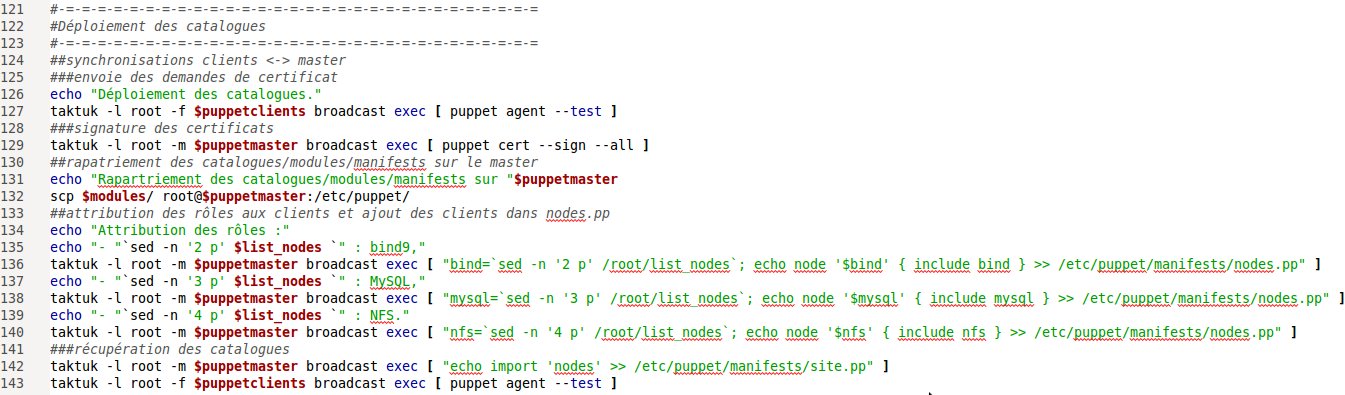 121 #-=-=-=-=-=-=-=-=-=-=-=-=-=-=-=-=-=-=-=-=-=-=-=-=-=-=-=-=-=
122 #Déploiement des catalogues
123 #-=-=-=-=-=-=-=-=-=-=-=-=-=-=-=-=-=-=-=-=-=-=-=-=-=-=-=-=-=
124 ##synchronisations clients <-> master
125 ###envoie des demandes de certificat
126 echo "Déploiement des catalogues."
127 taktuk -l root -f $puppetclients broadcast exec [ puppet agent --test ]
128 ###signature des certificats
129 taktuk -l root -m $puppetmaster broadcast exec [ puppet cert --sign --all ]
130 ##rapatriement des catalogues/modules/manifests sur le master
131 echo "Rapartriement des catalogues/modules/manifests sur "$puppetmaster
132 scp $modules/ root@$puppetmaster:/etc/puppet/
133 ##attribution des rôles aux clients et ajout des clients dans nodes.pp
134 echo "Attribution des rôles :"
135 echo "- "`sed -n '2 p' $list_nodes `" : bind9,"
136 taktuk -l root -m $puppetmaster broadcast exec [ "bind=`sed -n '2 p' /root/list_nodes`; echo node '$bind' { include bind } >> /etc/puppet/manifests/nodes.pp" ]
137 echo "- "`sed -n '3 p' $list_nodes `" : MySQL,"
138 taktuk -l root -m $puppetmaster broadcast exec [ "mysql=`sed -n '3 p' /root/list_nodes`; echo node '$mysql' { include mysql } >> /etc/puppet/manifests/nodes.pp" ]
139 echo "- "`sed -n '4 p' $list_nodes `" : NFS."
140 taktuk -l root -m $puppetmaster broadcast exec [ "nfs=`sed -n '4 p' /root/list_nodes`; echo node '$nfs' { include nfs } >> /etc/puppet/manifests/nodes.pp" ]
141 ###récupération des catalogues
142 taktuk -l root -m $puppetmaster broadcast exec [ "echo import 'nodes' >> /etc/puppet/manifests/site.pp" ]
143 taktuk -l root -f $puppetclients broadcast exec [ puppet agent --test ]